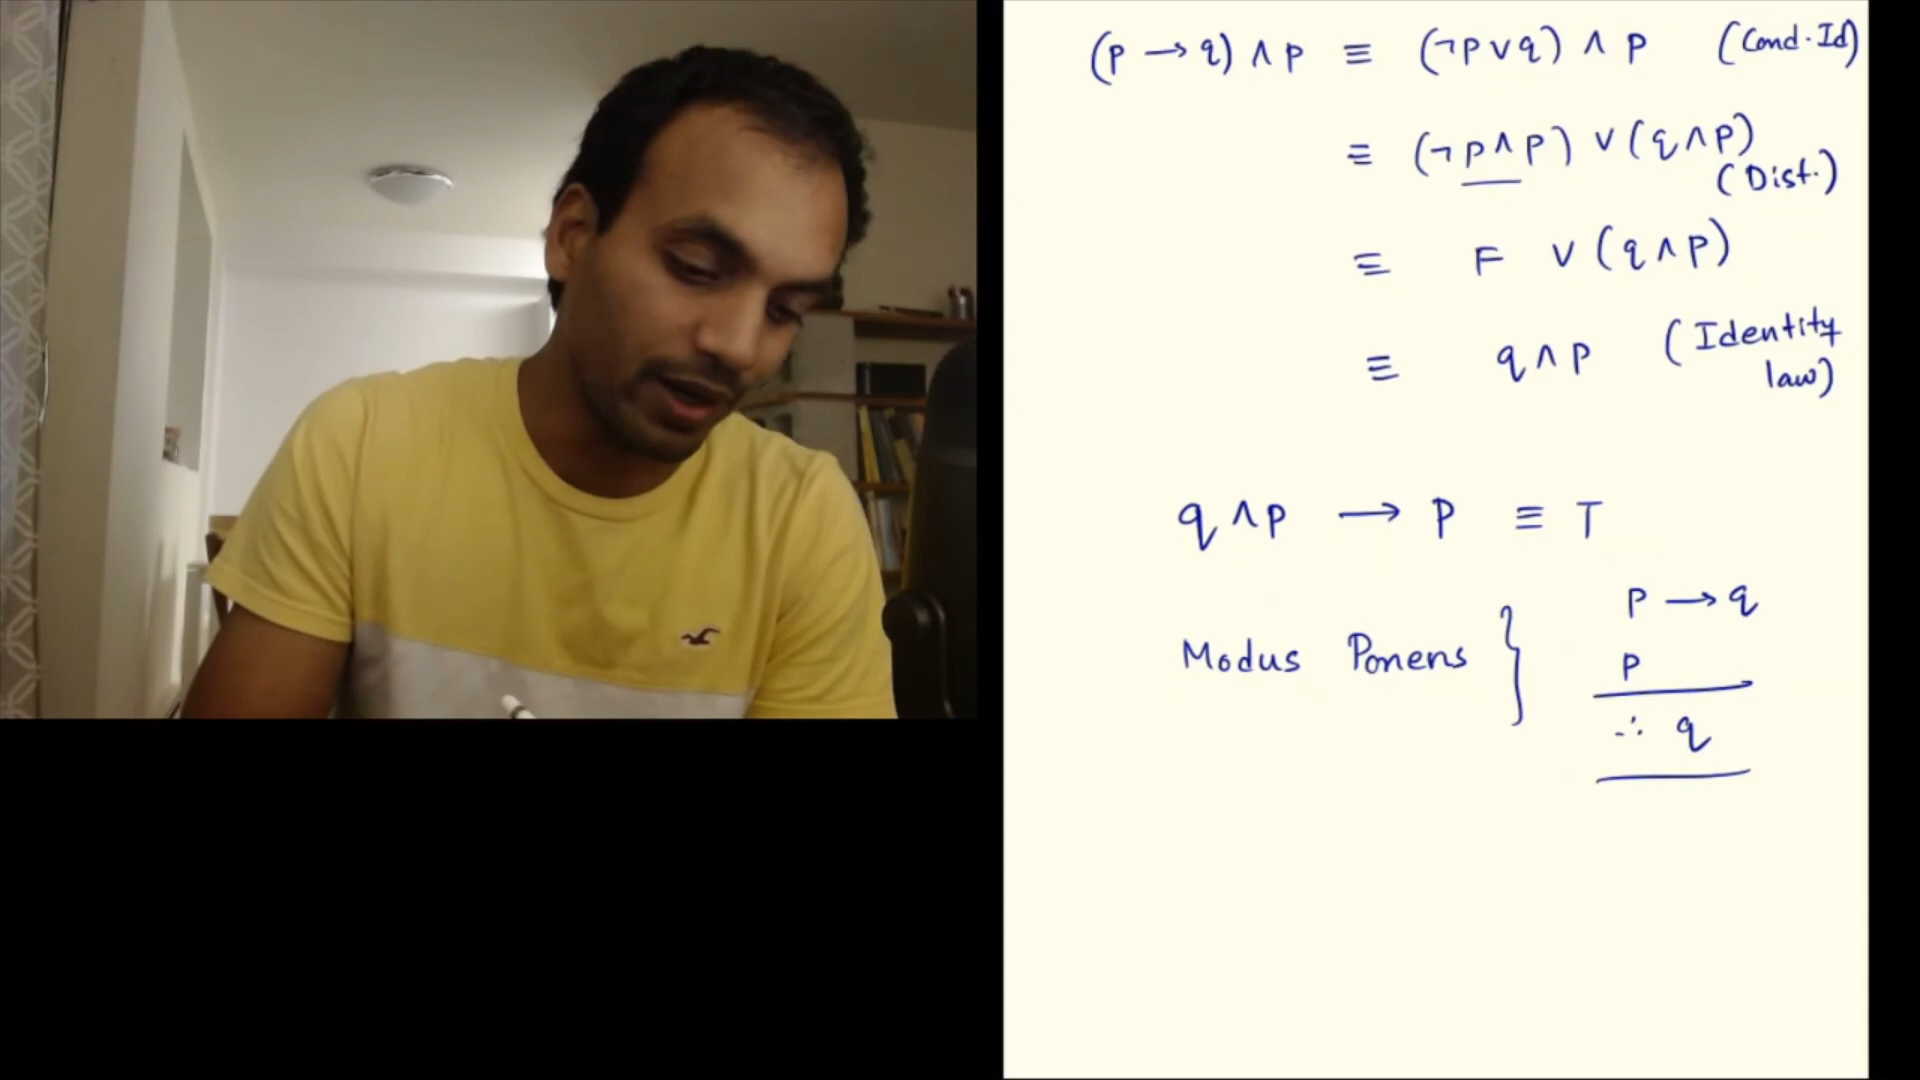 (p → q) ∧ p ≡ (¬p ∨ q) ∧ p (Cond. Id)
≡ (¬p ∧ p) ∨ (q ∧ p)
(Dist.)
≡ F ∨ (q ∧ p)
≡ q ∧ p (Identity
law)
q ∧ p → p ≡ T
p → q
Modus Ponens } p
∴ q